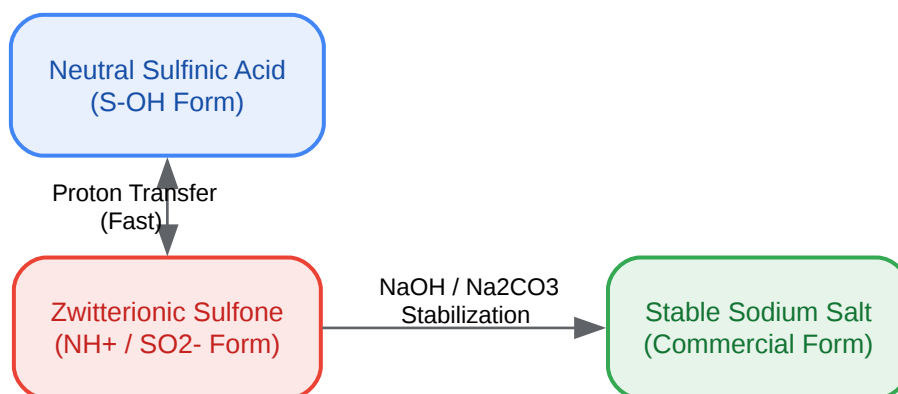 Neutral Sulfinic Acid
(S-OH Form)
Proton Transfer
(Fast)
Zwitterionic Sulfone
(NH+ / SO2- Form)
NaOH / Na2CO3
Stabilization
Stable Sodium Salt
(Commercial Form)